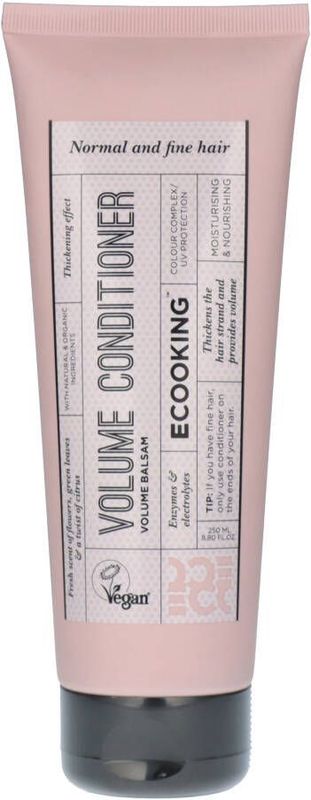 Normal and fine hair
Thickening effect
WITH NATURAL & ORGANIC
INGREDIENTS
Fresh scent of flowers, green leaves
& a twist of citrus
VOLUME CONDITIONER
VOLUME BALSAM
COLOUR COMPLEX/
UV PROTECTION
ECOOKING™
Enzymes &
electrolytes
MOISTURISING
& NOURISHING
Thickens the
hair strand and
provides volume
TIP: If you have fine hair,
only use conditioner on
the ends of your hair.
250 ML
8.80 FL.OZ.
Vegan